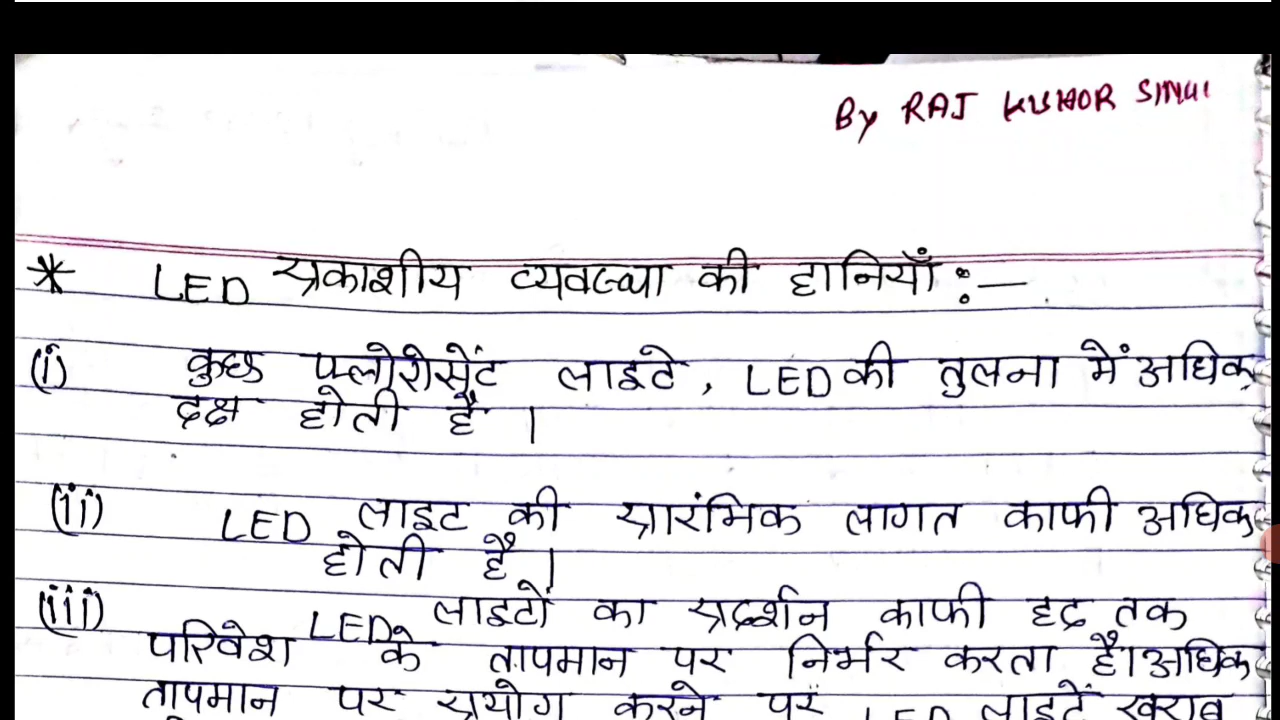 By RAJ KUSHOR SINGH
* LED प्रकाशीय व्यवस्था की हानियाँ :—
(i) कुछ फ्लोरोसेंट लाइटे, LED की तुलना में अधिक
दक्ष होती है ।
(ii) LED लाइट की प्रारंभिक लागत काफी अधिक
होती है ।
(iii) LED लाइटों का प्रदर्शन काफी हद तक
परिवेश के तापमान पर निर्भर करता है। अधिक
तापमान पर प्रयोग करने पर LED लाइटें खराब